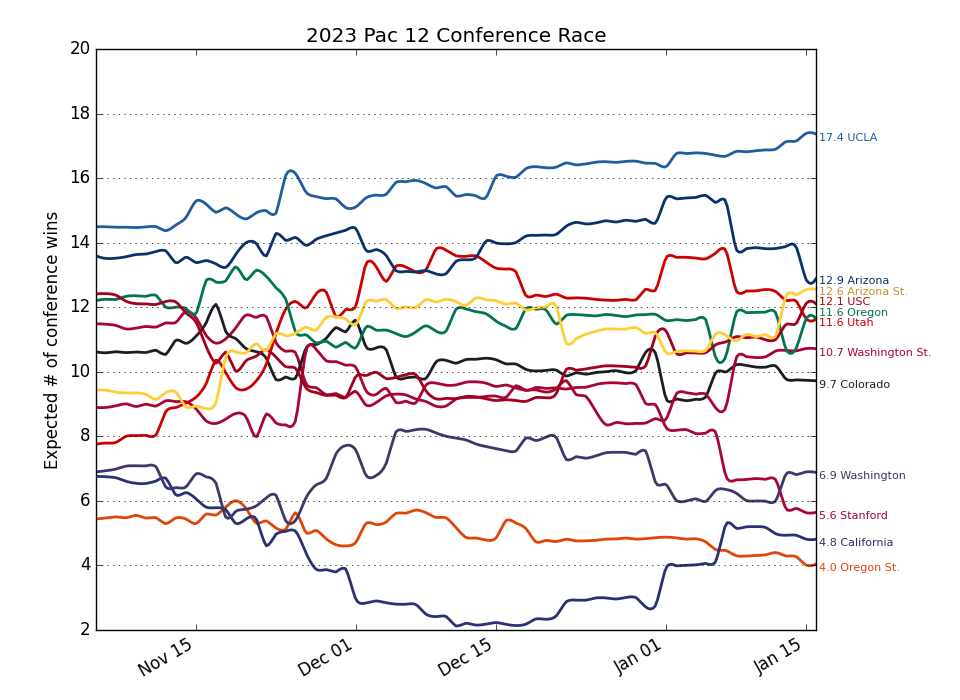 2023 Pac 12 Conference Race
Expected # of conference wins
20
18
16
14
12
10
8
6
4
2
Nov 15
Dec 01
Dec 15
Jan 01
Jan 15
17.4 UCLA
12.9 Arizona
12.6 Arizona St.
12.1 USC
11.6 Oregon
11.6 Utah
10.7 Washington St.
9.7 Colorado
6.9 Washington
5.6 Stanford
4.8 California
4.0 Oregon St.